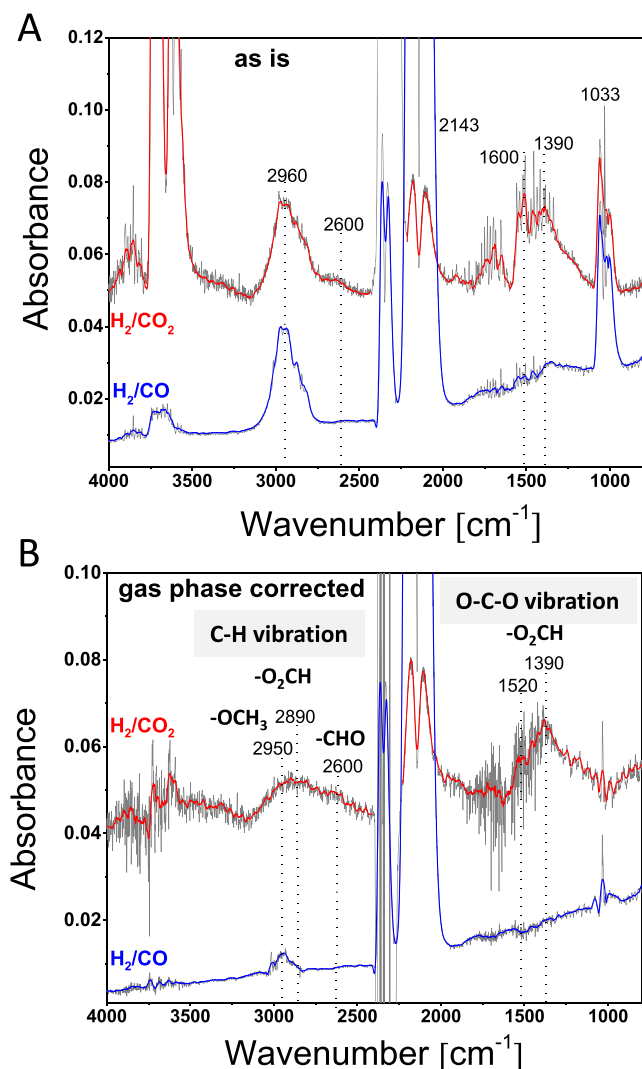 A
as is
0.12
0.10
0.08
0.06
0.04
0.02
Absorbance
2960
2600
2143
1600
1390
1033
H₂/CO₂
H₂/CO
4000 3500 3000 2500 2000 1500 1000
Wavenumber [cm⁻¹]
B
gas phase corrected
0.10
0.08
0.06
0.04
0.02
Absorbance
C-H vibration
O-C-O vibration
-O₂CH
-O₂CH
-OCH₃ 2890
-CHO
2950
2600
1390
1520
H₂/CO₂
H₂/CO
4000 3500 3000 2500 2000 1500 1000
Wavenumber [cm⁻¹]